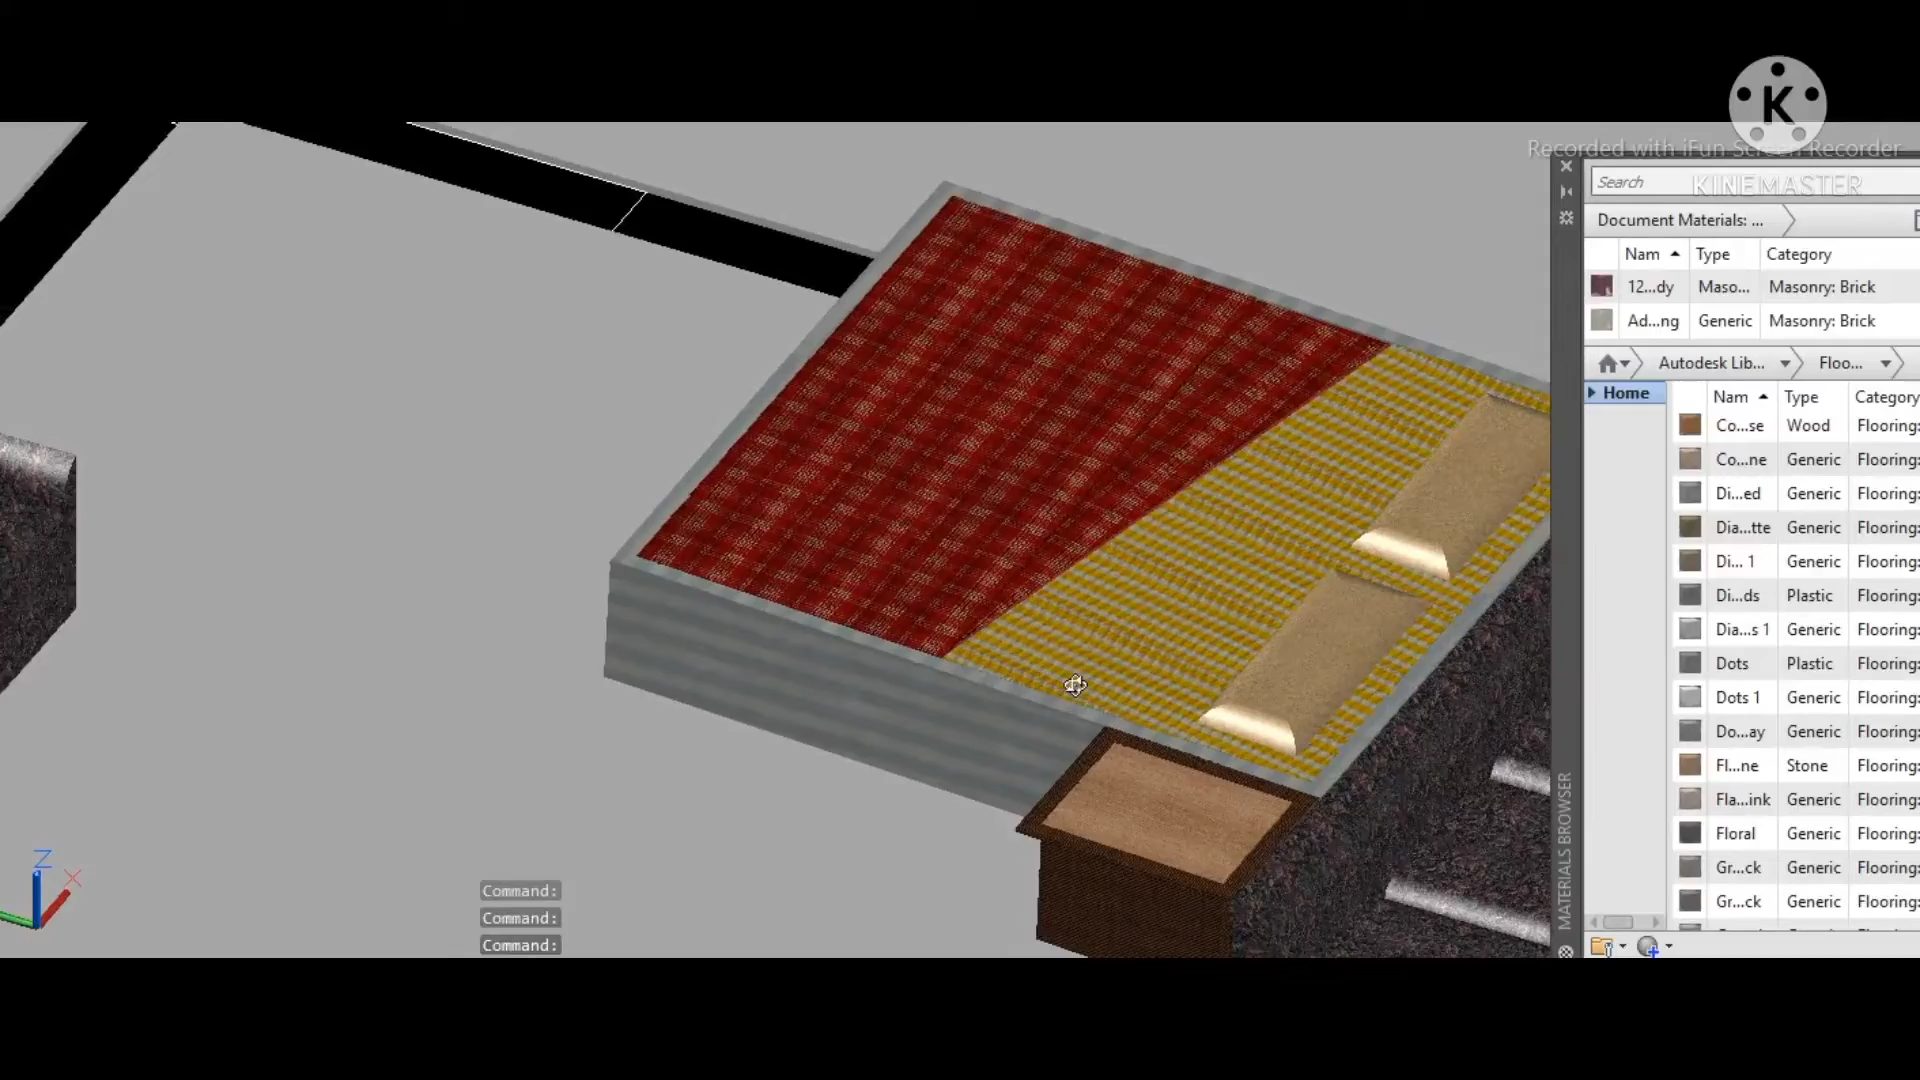 K
Recorded with iFun Screen Recorder
KINEMASTER
Search
Document Materials: ...
Nam Type Category
12...dy Maso... Masonry: Brick
Ad...ng Generic Masonry: Brick
Autodesk Lib... Floo...
Home
Nam Type Category
Co...se Wood Flooring:
Co...ne Generic Flooring:
Di...ed Generic Flooring:
Dia...tte Generic Flooring:
Di... 1 Generic Flooring:
Di...ds Plastic Flooring:
Dia...s 1 Generic Flooring:
Dots Plastic Flooring:
Dots 1 Generic Flooring:
Do...ay Generic Flooring:
Fl...ne Stone Flooring:
Fla...ink Generic Flooring:
Floral Generic Flooring:
Gr...ck Generic Flooring:
Gr...ck Generic Flooring:
MATERIALS BROWSER
Z
X
Command:
Command:
Command: